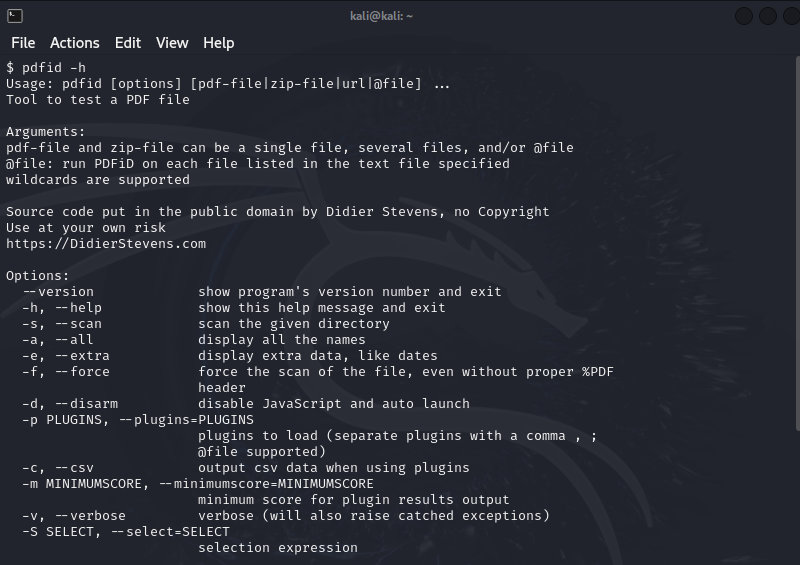 kali@kali: ~
File Actions Edit View Help
$ pdfid -h
Usage: pdfid [options] [pdf-file|zip-file|url|@file] ...
Tool to test a PDF file
Arguments:
pdf-file and zip-file can be a single file, several files, and/or @file
@file: run PDFiD on each file listed in the text file specified
wildcards are supported
Source code put in the public domain by Didier Stevens, no Copyright
Use at your own risk
https://DidierStevens.com
Options:
--version show program's version number and exit
-h, --help show this help message and exit
-s, --scan scan the given directory
-a, --all display all the names
-e, --extra display extra data, like dates
-f, --force force the scan of the file, even without proper %PDF
header
-d, --disarm disable JavaScript and auto launch
-p PLUGINS, --plugins=PLUGINS
plugins to load (separate plugins with a comma , ;
@file supported)
-c, --csv output csv data when using plugins
-m MINIMUMSCORE, --minimumscore=MINIMUMSCORE
minimum score for plugin results output
-v, --verbose verbose (will also raise catched exceptions)
-S SELECT, --select=SELECT
selection expression